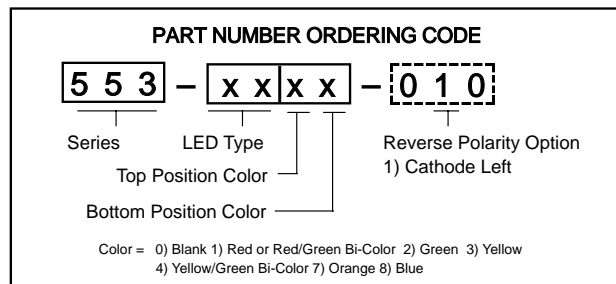 PART NUMBER ORDERING CODE
5 5 3 – x x x x – 0 1 0
Series LED Type Reverse Polarity Option
1) Cathode Left
Top Position Color
Bottom Position Color
Color = 0) Blank 1) Red or Red/Green Bi-Color 2) Green 3) Yellow
4) Yellow/Green Bi-Color 7) Orange 8) Blue